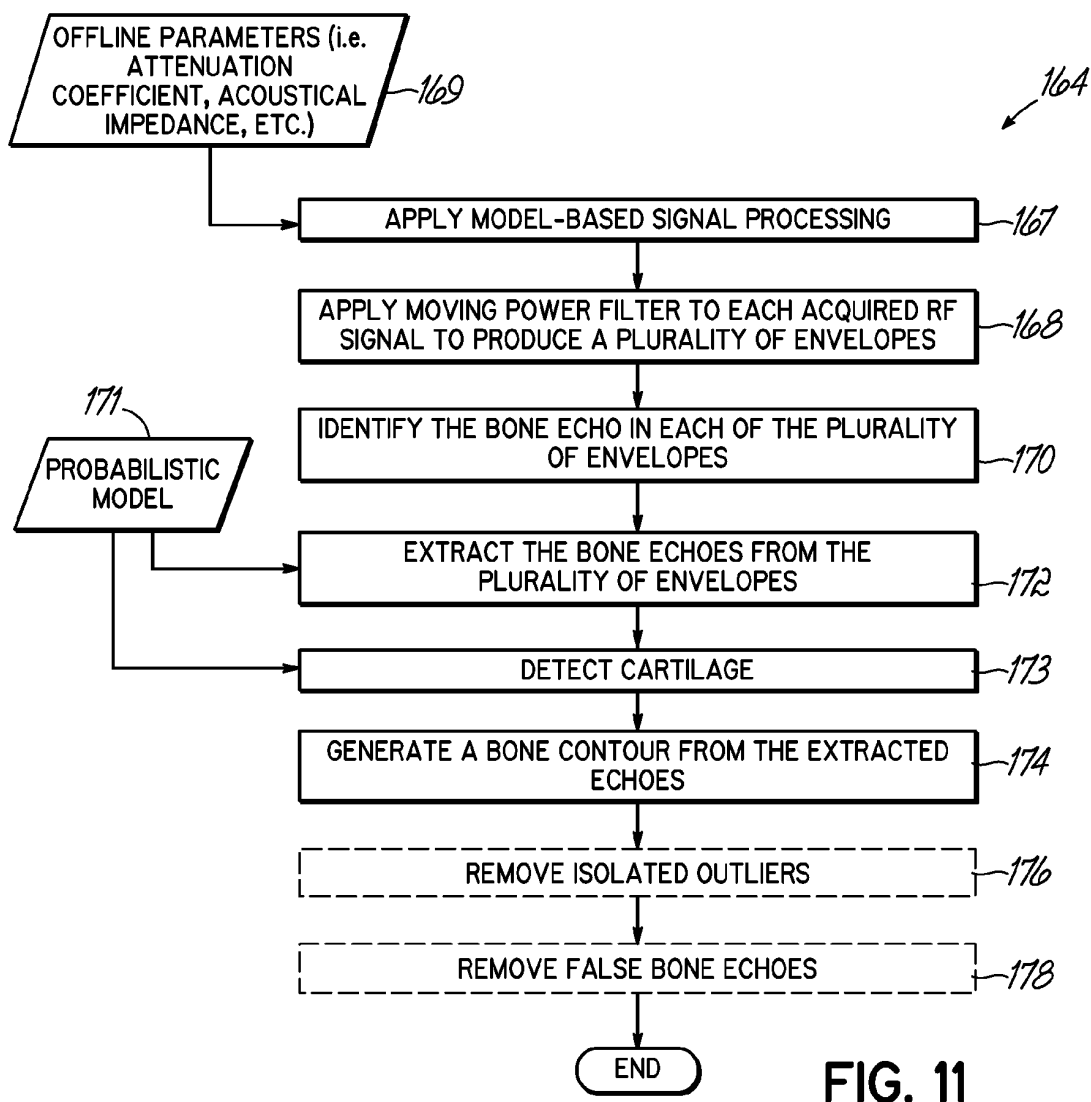 OFFLINE PARAMETERS (i.e.
ATTENUATION
COEFFICIENT, ACOUSTICAL
IMPEDANCE, ETC.)
169
164
APPLY MODEL-BASED SIGNAL PROCESSING
167
APPLY MOVING POWER FILTER TO EACH ACQUIRED RF
SIGNAL TO PRODUCE A PLURALITY OF ENVELOPES
168
171
IDENTIFY THE BONE ECHO IN EACH OF THE PLURALITY
OF ENVELOPES
170
PROBABILISTIC
MODEL
EXTRACT THE BONE ECHOES FROM THE
PLURALITY OF ENVELOPES
172
DETECT CARTILAGE
173
GENERATE A BONE CONTOUR FROM THE EXTRACTED
ECHOES
174
REMOVE ISOLATED OUTLIERS
176
REMOVE FALSE BONE ECHOES
178
END
FIG. 11